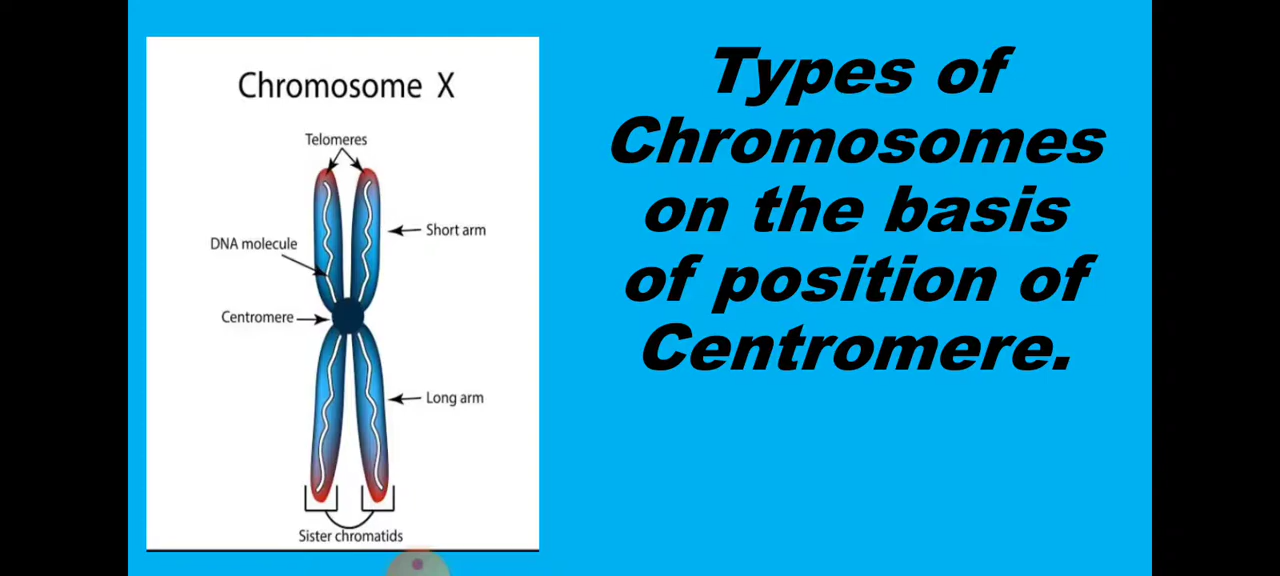 Chromosome X
Telomeres
Short arm
DNA molecule
Centromere
Long arm
Sister chromatids
Types of
Chromosomes
on the basis
of position of
Centromere.